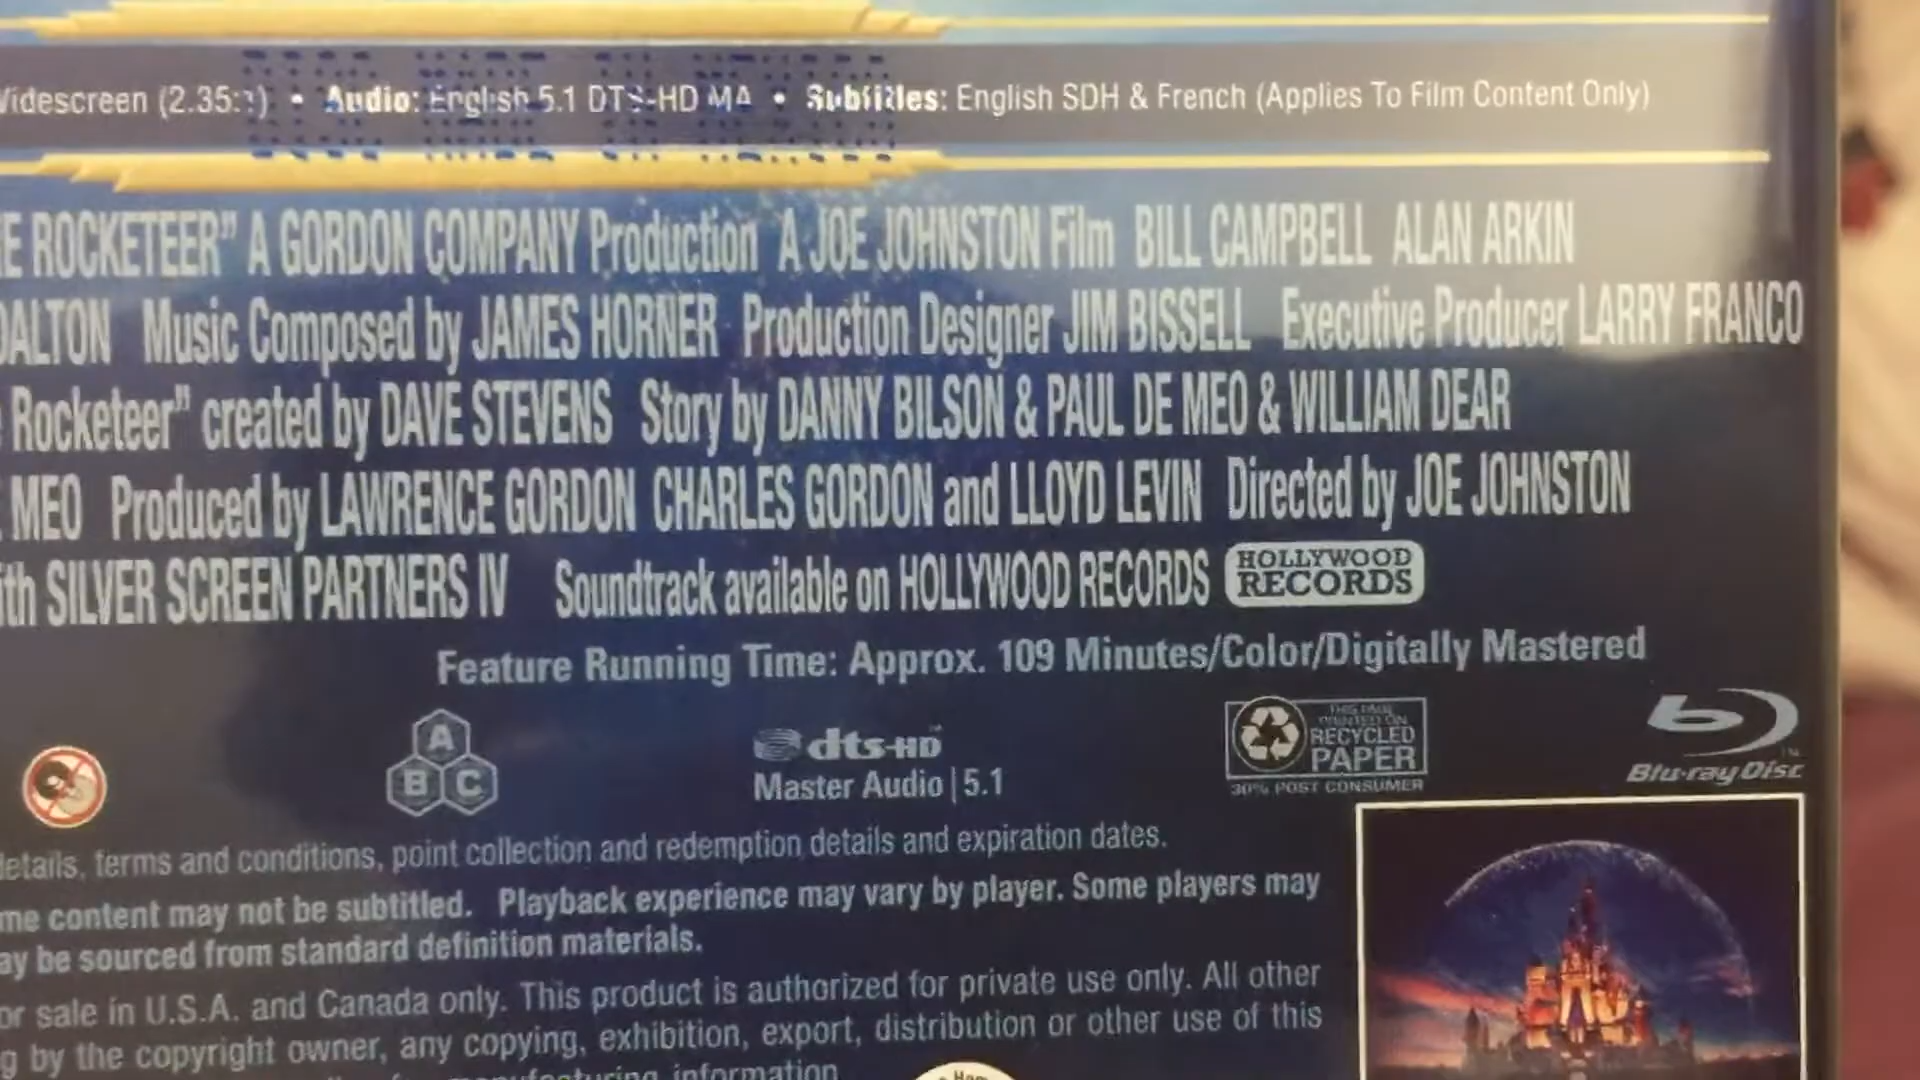 Widescreen (2.35:1) • Audio: English 5.1 DTS-HD MA • Subtitles: English SDH & French (Applies To Film Content Only)
E ROCKETEER" A GORDON COMPANY Production A JOE JOHNSTON Film BILL CAMPBELL ALAN ARKIN
DALTON Music Composed by JAMES HORNER Production Designer JIM BISSELL Executive Producer LARRY FRANCO
Rocketeer" created by DAVE STEVENS Story by DANNY BILSON & PAUL DE MEO & WILLIAM DEAR
MEO Produced by LAWRENCE GORDON CHARLES GORDON and LLOYD LEVIN Directed by JOE JOHNSTON
ith SILVER SCREEN PARTNERS IV Soundtrack available on HOLLYWOOD RECORDS HOLLYWOOD RECORDS
Feature Running Time: Approx. 109 Minutes/Color/Digitally Mastered
A
B C
dts-HD™
Master Audio | 5.1
PRINTED ON
RECYCLED
PAPER
30% POST CONSUMER
Blu-ray Disc™
details, terms and conditions, point collection and redemption details and expiration dates.
me content may not be subtitled. Playback experience may vary by player. Some players may
ay be sourced from standard definition materials.
or sale in U.S.A. and Canada only. This product is authorized for private use only. All other
g by the copyright owner, any copying, exhibition, export, distribution or other use of this
manufacturing information